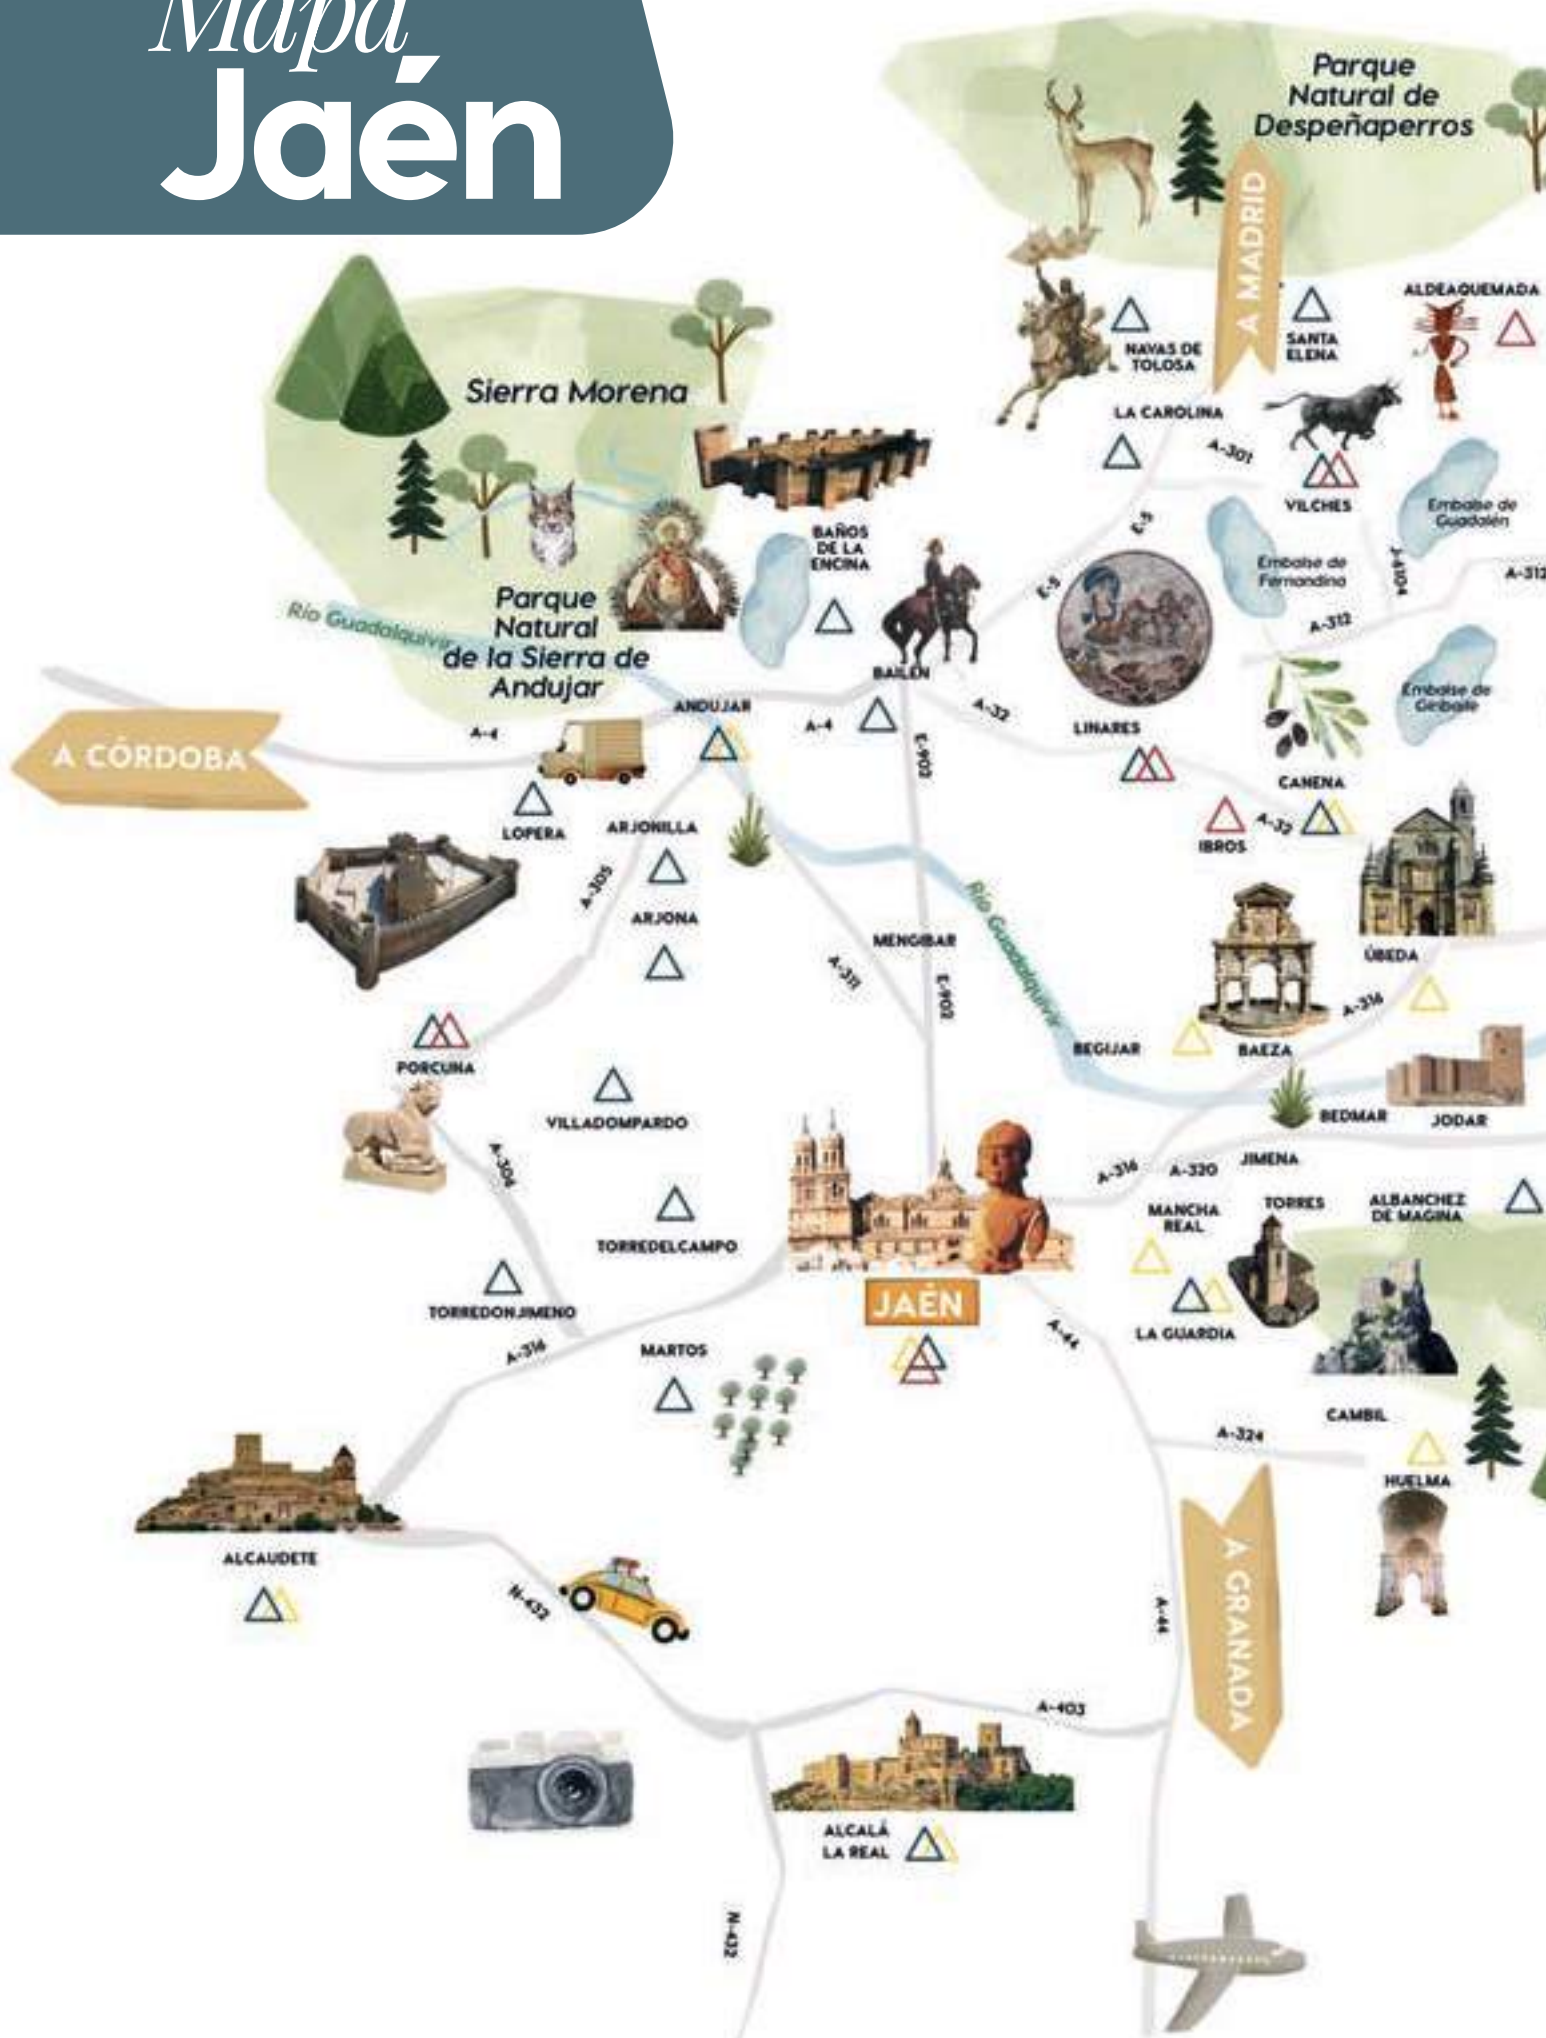 Mapa
Jaén
Parque
Natural de
Despeñaperros
A MADRID
ALDEAQUEMADA
NAVAS DE
TOLOSA
SANTA
ELENA
Sierra Morena
LA CAROLINA
A-301
VILCHES
Embalse de
Guadalén
E-5
BAÑOS
DE LA
ENCINA
Embalse de
Fernandina
J-6104
A-312
E-5
Río Guadalquivir
Parque
Natural
de la Sierra de
Andujar
A-312
BAILÉN
Embalse de
Giribaile
ANDUJAR
A-4
A-4
A-32
LINARES
A CÓRDOBA
E-902
CANENA
LOPERA
ARJONILLA
A-32
IBROS
A-305
ARJONA
Río Guadalquivir
MENGIBAR
A-311
E-902
ÚBEDA
A-316
BEGIJAR
BAEZA
PORCUNA
VILLADOMPARDO
BEDMAR
JODAR
A-306
A-316
A-320
JIMENA
MANCHA
REAL
TORRES
ALBANCHEZ
DE MAGINA
TORREDELCAMPO
TORREDONJIMENO
JAÉN
A-316
MARTOS
A-44
LA GUARDIA
CAMBIL
A-324
HUELMA
ALCAUDETE
N-432
A-44
A GRANADA
A-403
ALCALÁ
LA REAL
N-432